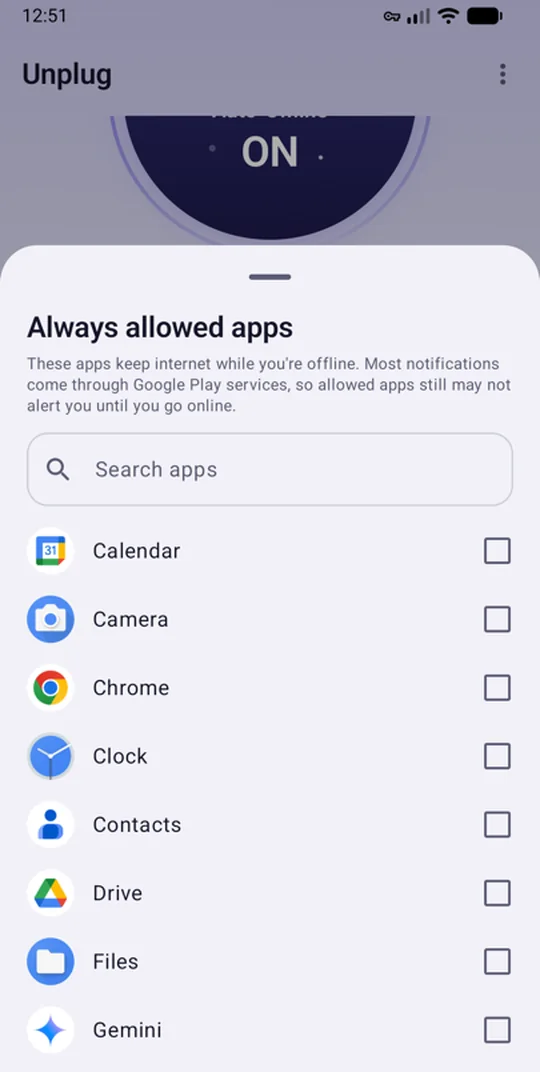 12:51
Unplug
ON
Always allowed apps
These apps keep internet while you're offline. Most notifications
come through Google Play services, so allowed apps still may not
alert you until you go online.
Search apps
31
Calendar
Camera
Chrome
Clock
Contacts
Drive
Files
Gemini